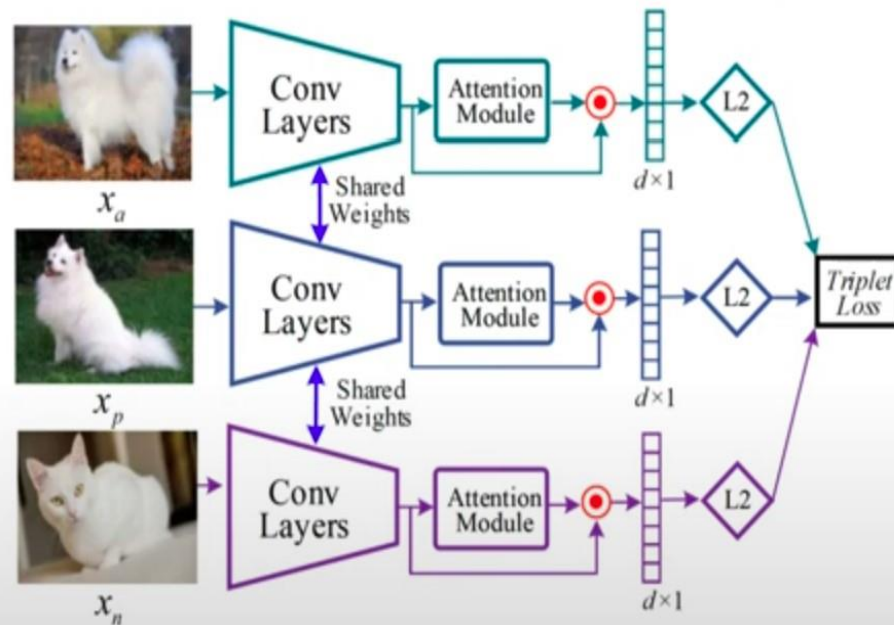 Conv
Layers
Attention
Module
d×1
L2
x_a
Shared
Weights
Conv
Layers
Attention
Module
d×1
L2
Triplet
Loss
x_p
Shared
Weights
Conv
Layers
Attention
Module
d×1
L2
x_n